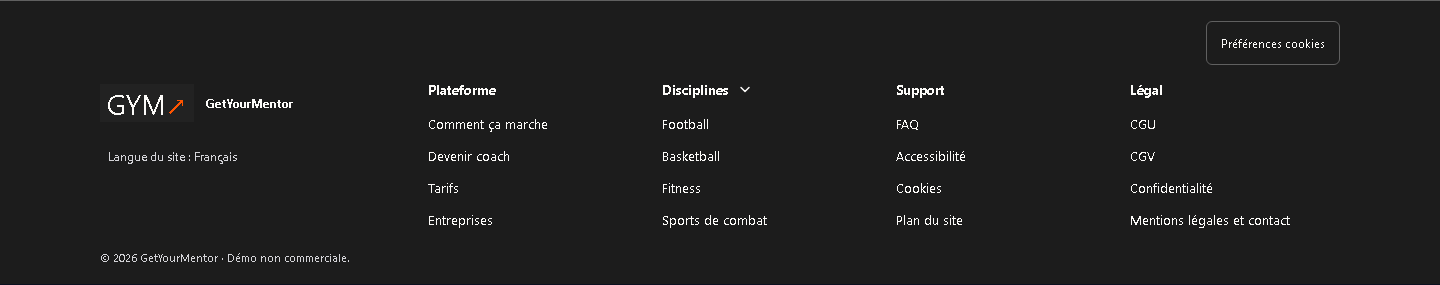 Préférences cookies
GYM↗ GetYourMentor
Langue du site : Français
Plateforme
Comment ça marche
Devenir coach
Tarifs
Entreprises
Disciplines
Football
Basketball
Fitness
Sports de combat
Support
FAQ
Accessibilité
Cookies
Plan du site
Légal
CGU
CGV
Confidentialité
Mentions légales et contact
© 2026 GetYourMentor · Démo non commerciale.